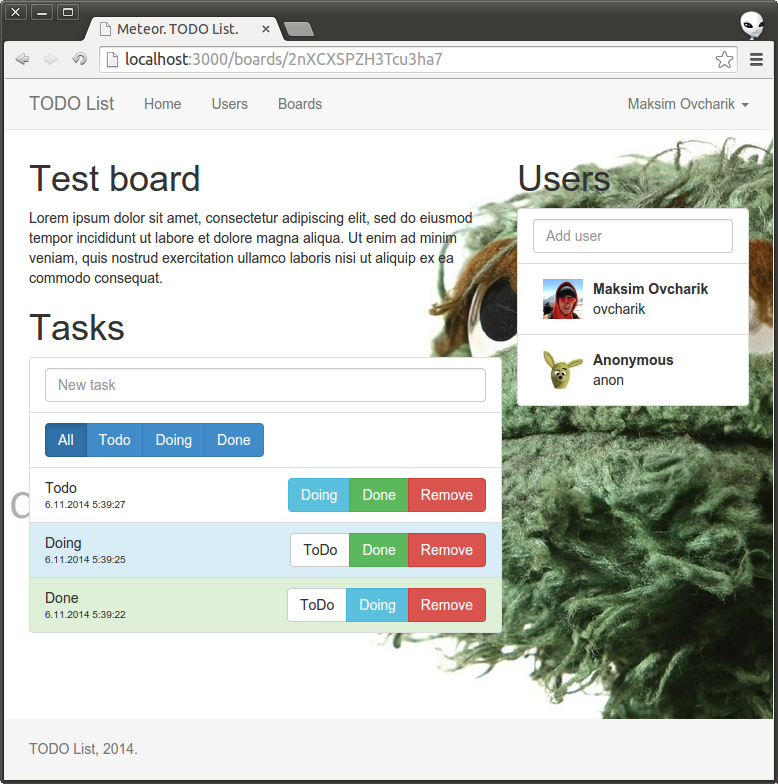 Meteor. TODO List.
localhost:3000/boards/2nXCXSPZH3Tcu3ha7
TODO List Home Users Boards Maksim Ovcharik
Test board
Lorem ipsum dolor sit amet, consectetur adipiscing elit, sed do eiusmod
tempor incididunt ut labore et dolore magna aliqua. Ut enim ad minim
veniam, quis nostrud exercitation ullamco laboris nisi ut aliquip ex ea
commodo consequat.
Tasks
New task
All Todo Doing Done
Todo
6.11.2014 5:39:27
Doing Done Remove
Doing
6.11.2014 5:39:25
ToDo Done Remove
Done
6.11.2014 5:39:22
ToDo Doing Remove
Users
Add user
Maksim Ovcharik
ovcharik
Anonymous
anon
TODO List, 2014.